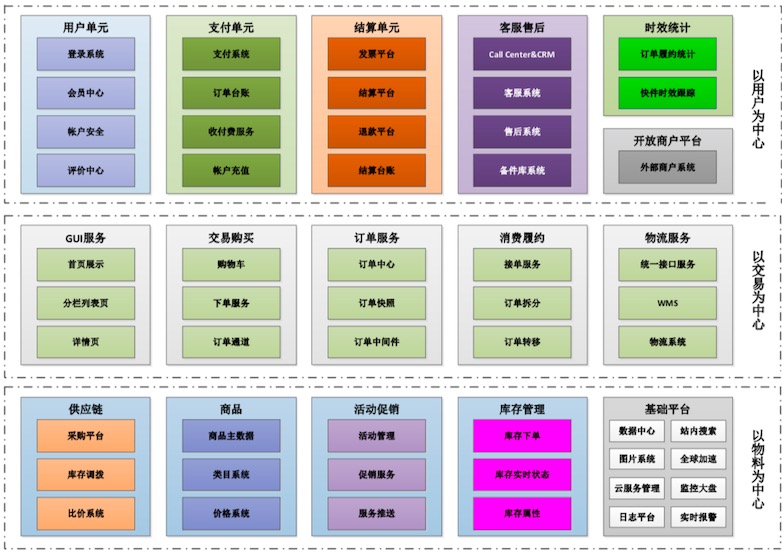 用户单元
登录系统
会员中心
帐户安全
评价中心
支付单元
支付系统
订单台账
收付费服务
帐户充值
结算单元
发票平台
结算平台
退款平台
结算台账
客服售后
Call Center&CRM
客服系统
售后系统
备件库系统
时效统计
订单履约统计
快件时效跟踪
开放商户平台
外部商户系统
以用户为中心
GUI服务
首页展示
分栏列表页
详情页
交易购买
购物车
下单服务
订单通道
订单服务
订单中心
订单快照
订单中间件
消费履约
接单服务
订单拆分
订单转移
物流服务
统一接口服务
WMS
物流系统
以交易为中心
供应链
采购平台
库存调拨
比价系统
商品
商品主数据
类目系统
价格系统
活动促销
活动管理
促销服务
服务推送
库存管理
库存下单
库存实时状态
库存属性
基础平台
数据中心
站内搜索
图片系统
全球加速
云服务管理
监控大盘
日志平台
实时报警
以物料为中心